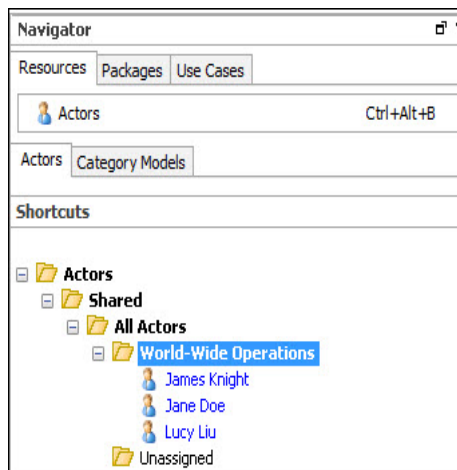 Navigator
Resources Packages Use Cases
Actors Ctrl+Alt+B
Actors Category Models
Shortcuts
Actors
Shared
All Actors
World-Wide Operations
James Knight
Jane Doe
Lucy Liu
Unassigned